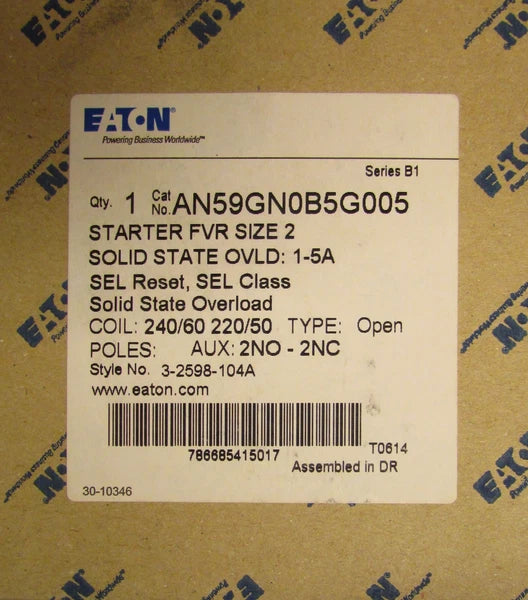 EATON
Powering Business Worldwide™
Series B1
Qty. 1 Cat No. AN59GN0B5G005
STARTER FVR SIZE 2
SOLID STATE OVLD: 1-5A
SEL Reset, SEL Class
Solid State Overload
COIL: 240/60 220/50 TYPE: Open
POLES: AUX: 2NO - 2NC
Style No. 3-2598-104A
www.eaton.com
786685415017
T0614
Assembled in DR
30-10346